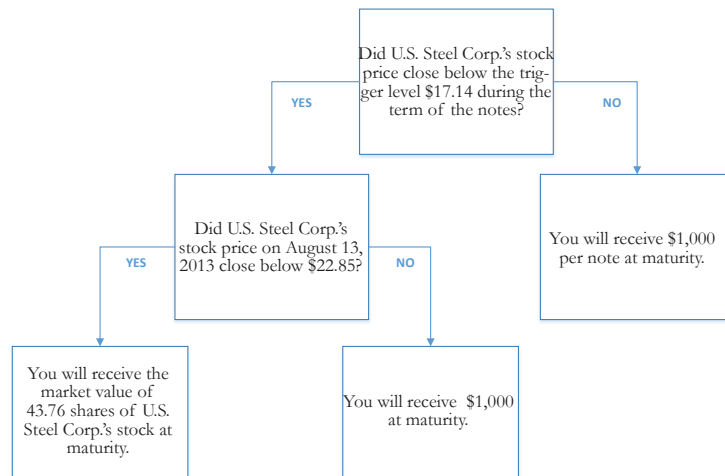 Did U.S. Steel Corp.'s stock
price close below the trig-
ger level $17.14 during the
term of the notes?
YES
NO
Did U.S. Steel Corp.'s
stock price on August 13,
2013 close below $22.85?
You will receive $1,000
per note at maturity.
YES
NO
You will receive the
market value of
43.76 shares of U.S.
Steel Corp.'s stock at
maturity.
You will receive $1,000
at maturity.